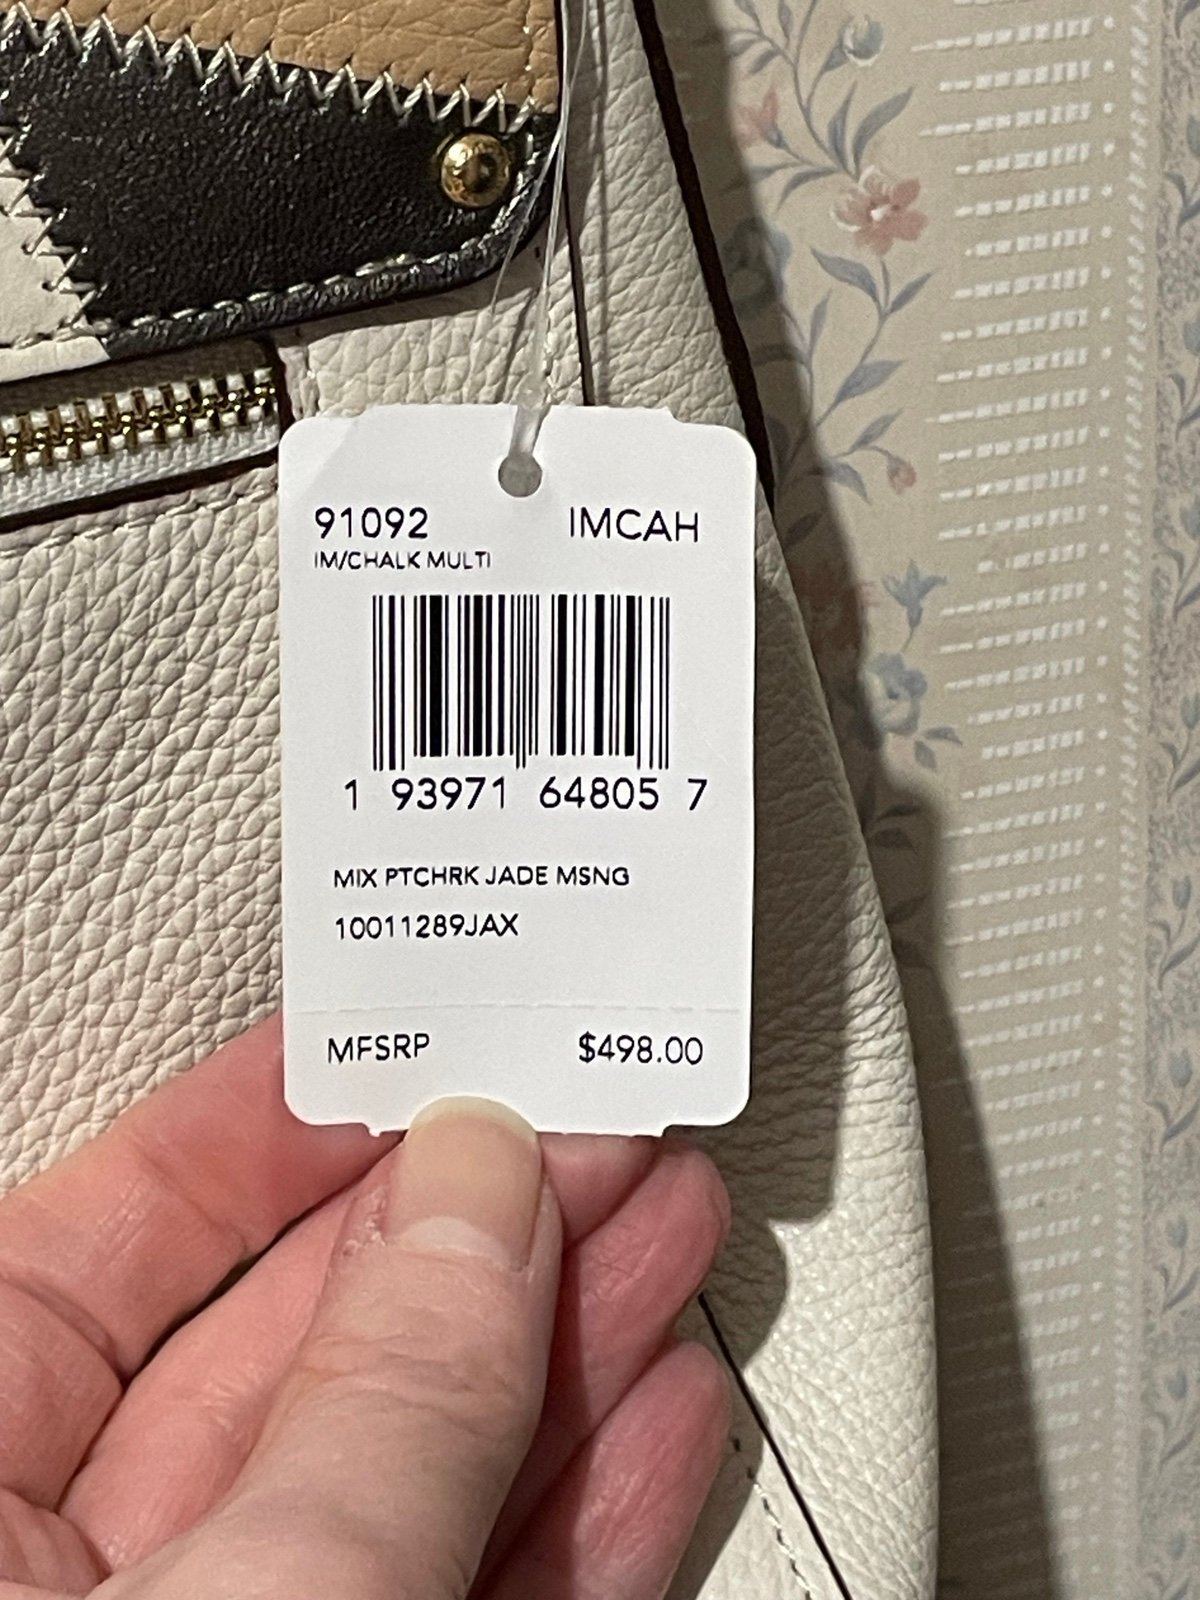 91092 IMCAH
IM/CHALK MULTI
1 93971 64805 7
MIX PTCHRK JADE MSNG
10011289JAX
MFSRP $498.00